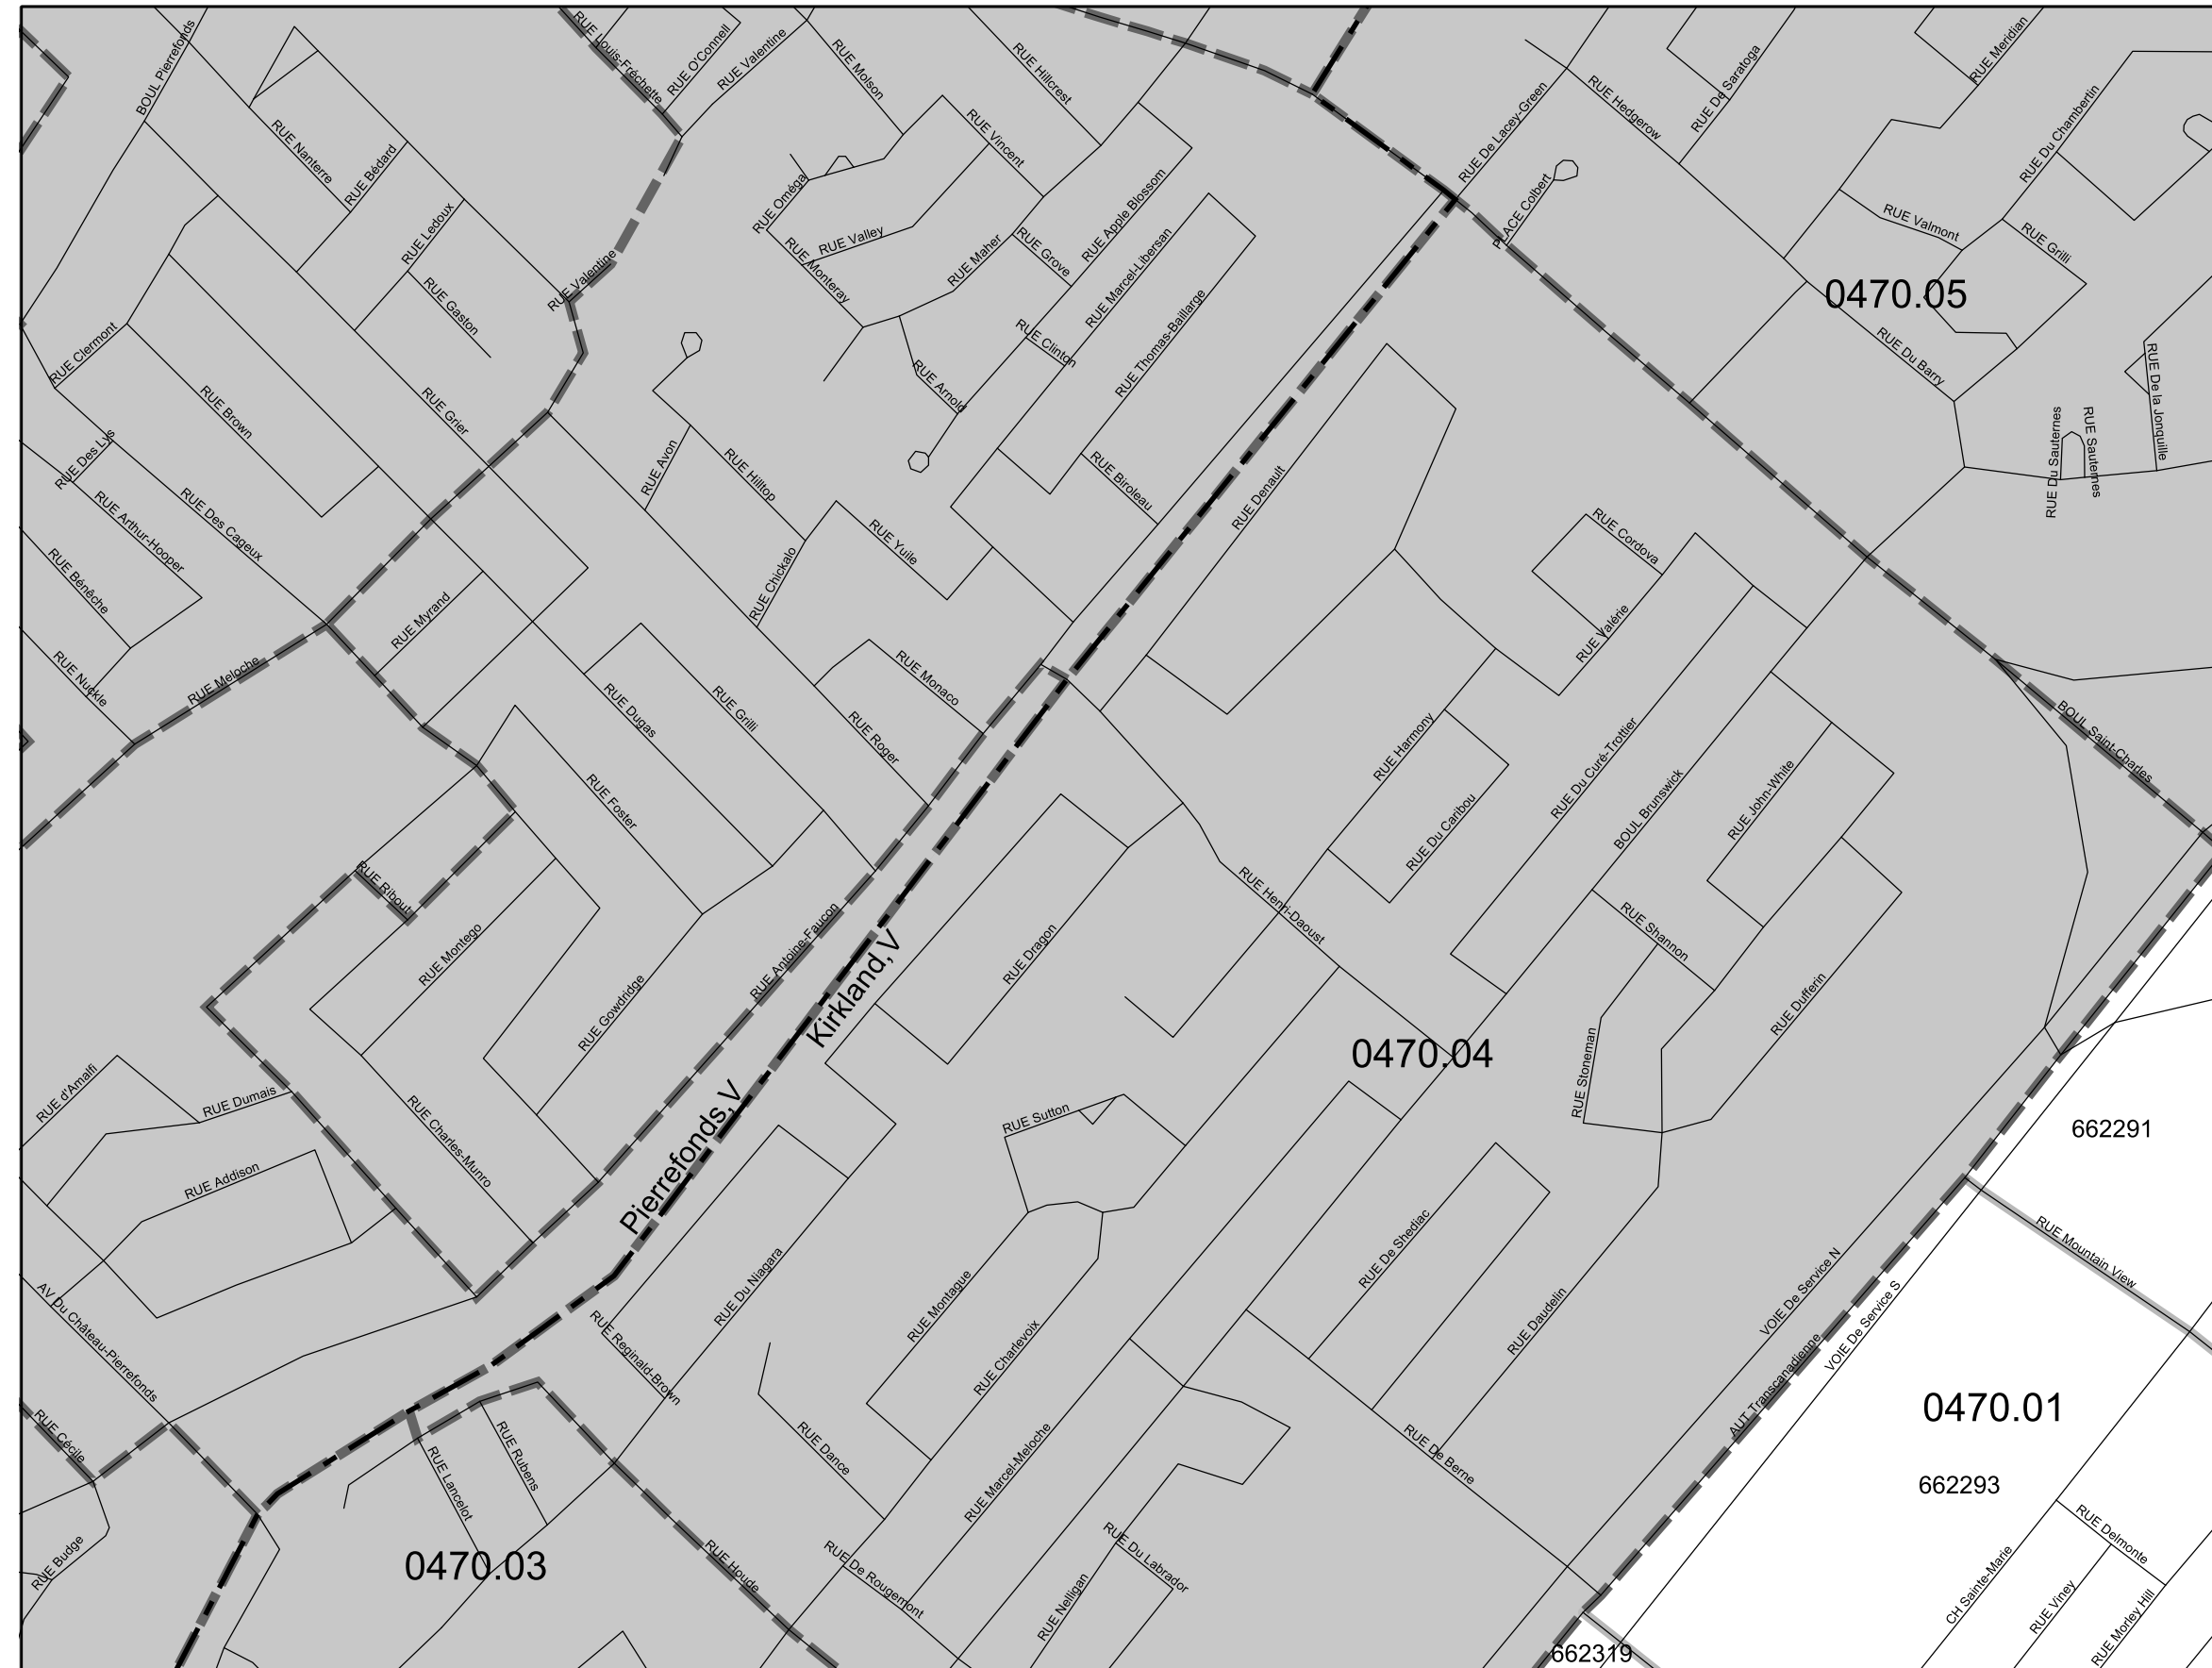 BOUL Pierrefonds
RUE Louis-Fréchette
RUE O'Connell
RUE Valentine
RUE Molson
RUE Hillcrest
RUE De Lacey-Green
RUE Hedgerow
RUE De Saratoga
RUE Meridian
RUE Du Chambertin
RUE Nanterre
RUE Bédard
RUE Ledoux
RUE Gaston
RUE Valentine
RUE Oméga
RUE Valley
RUE Monteray
RUE Vincent
RUE Maher
RUE Grove
RUE Apple Blossom
RUE Marcel-Libersan
RUE Thomas-Baillarge
RUE Clinton
RUE Arnold
PLACE Colbert
RUE Valmont
RUE Grilli
0470.05
RUE Du Barry
RUE De la Jonquille
RUE Du Sauternes
RUE Sauternes
RUE Clermont
RUE Brown
RUE Grier
RUE Des Lys
RUE Arthur-Hooper
RUE Des Cageux
RUE Bénêche
RUE Nuckle
RUE Meloche
RUE Myrand
RUE Avon
RUE Hilltop
RUE Chickalo
RUE Yuile
RUE Biroleau
RUE Denault
RUE Cordova
RUE Valérie
RUE Monaco
RUE Roger
RUE Grilli
RUE Dugas
RUE Foster
RUE Ribout
RUE Montego
RUE Gowdridge
RUE Antoine-Faucon
Kirkland, V
Pierrefonds, V
RUE Dragon
RUE Henri-Daoust
RUE Harmony
RUE Du Caribou
RUE Du Curé-Trottier
BOUL Brunswick
RUE John-White
RUE Shannon
RUE Stoneman
RUE Dufferin
BOUL Saint-Charles
0470.04
662291
RUE d'Amalfi
RUE Dumais
RUE Addison
RUE Charles-Munro
AV Du Château-Pierrefonds
RUE Cécile
RUE Budge
RUE Sutton
RUE Du Niagara
RUE Reginald-Brown
RUE Montague
RUE Charlevoix
RUE De Shediac
RUE Daudelin
RUE De Berne
VOIE De Service N
AUT Transcanadienne
VOIE De Service S
RUE Mountain View
0470.01
662293
RUE Rubens
RUE Lancelot
0470.03
RUE Houde
RUE Dance
RUE Marcel-Meloche
RUE De Rougemont
RUE Nelligan
RUE Du Labrador
CH Sainte-Marie
RUE Delmonte
RUE Viney
RUE Morley Hill
662319